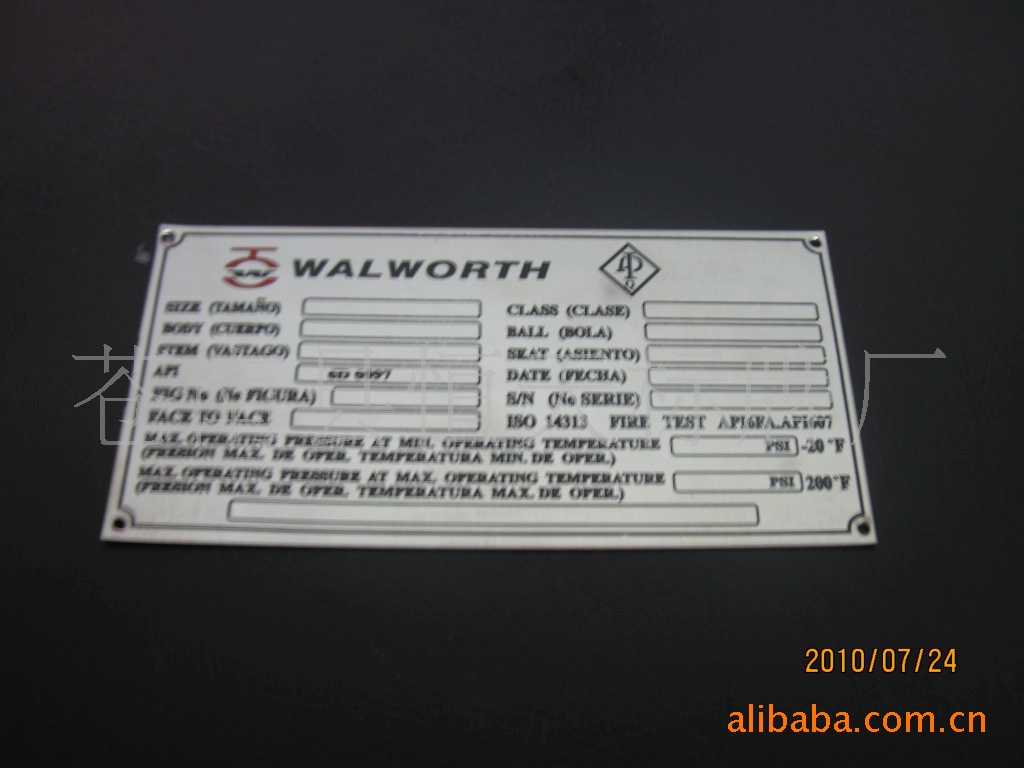 WALWORTH
SIZE (TAMAÑO) CLASS (CLASE)
BODY (CUERPO) BALL (BOLA)
STEM (VASTAGO) SEAT (ASIENTO)
API 6D 0097 DATE (FECHA)
FIG No (No FIGURA) S/N (No SERIE)
FACE TO FACE ISO 14313 FIRE TEST API6FA.API607
MAX. OPERATING PRESSURE AT MIN. OPERATING TEMPERATURE PSI -20°F
(PRESION MAX. DE OPER. TEMPERATURA MIN. DE OPER.)
MAX. OPERATING PRESSURE AT MAX. OPERATING TEMPERATURE PSI 200°F
(PRESION MAX. DE OPER. TEMPERATURA MAX. DE OPER.)
2010/07/24
alibaba.com.cn